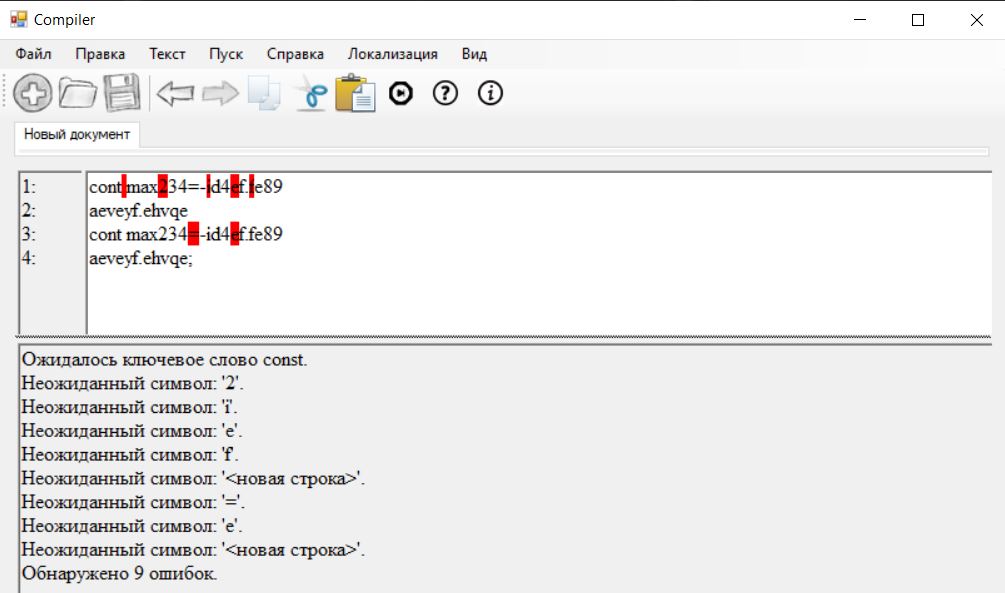 Compiler
Файл Правка Текст Пуск Справка Локализация Вид
Новый документ
1: cont max234=-id4ef.fe89
2: aeveyf.ehvqe
3: cont max234=-id4ef.fe89
4: aeveyf.ehvqe;
Ожидалось ключевое слово const.
Неожиданный символ: '2'.
Неожиданный символ: 'i'.
Неожиданный символ: 'e'.
Неожиданный символ: 'f'.
Неожиданный символ: '<новая строка>'.
Неожиданный символ: '='.
Неожиданный символ: 'e'.
Неожиданный символ: '<новая строка>'.
Обнаружено 9 ошибок.